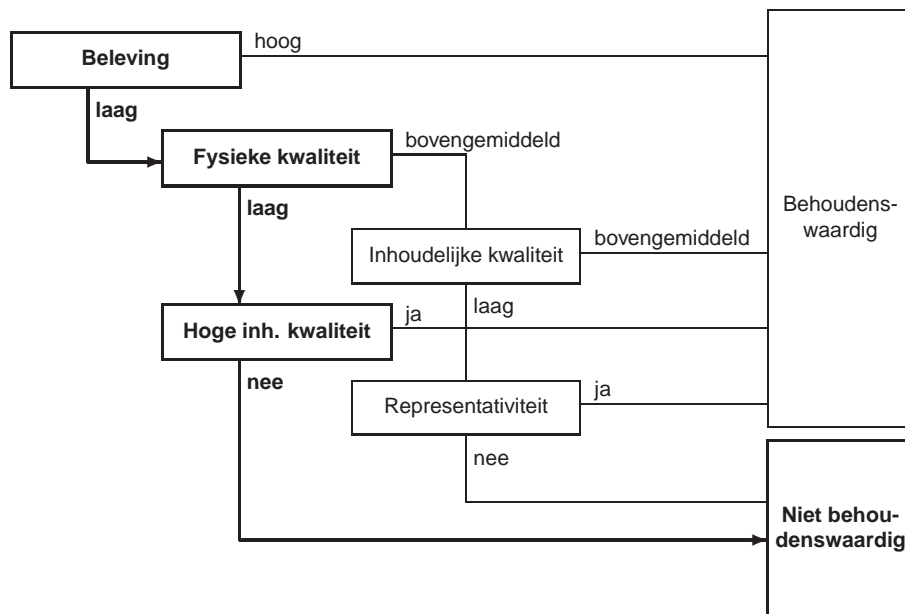 hoog
Beleving
laag
bovengemiddeld
Fysieke kwaliteit
laag
Behoudens-
waardig
bovengemiddeld
Inhoudelijke kwaliteit
laag
ja
Hoge inh. kwaliteit
nee
ja
Representativiteit
nee
Niet behou-
denswaardig